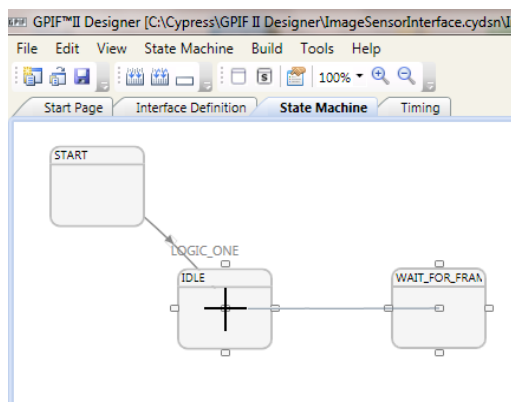 GPIF GPIF™II Designer [C:\Cypress\GPIF II Designer\ImageSensorInterface.cydsn\I
File Edit View State Machine Build Tools Help
100%
Start Page Interface Definition State Machine Timing
START
LOGIC_ONE
IDLE WAIT_FOR_FRAM